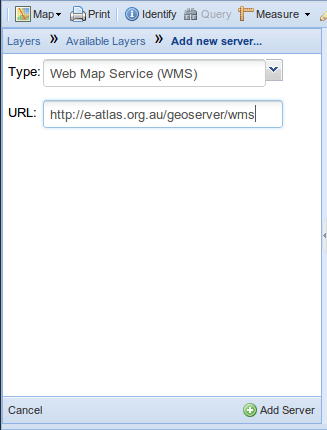 Map Print Identify Query Measure
Layers » Available Layers » Add new server...
Type: Web Map Service (WMS)
URL: http://e-atlas.org.au/geoserver/wms
Cancel Add Server